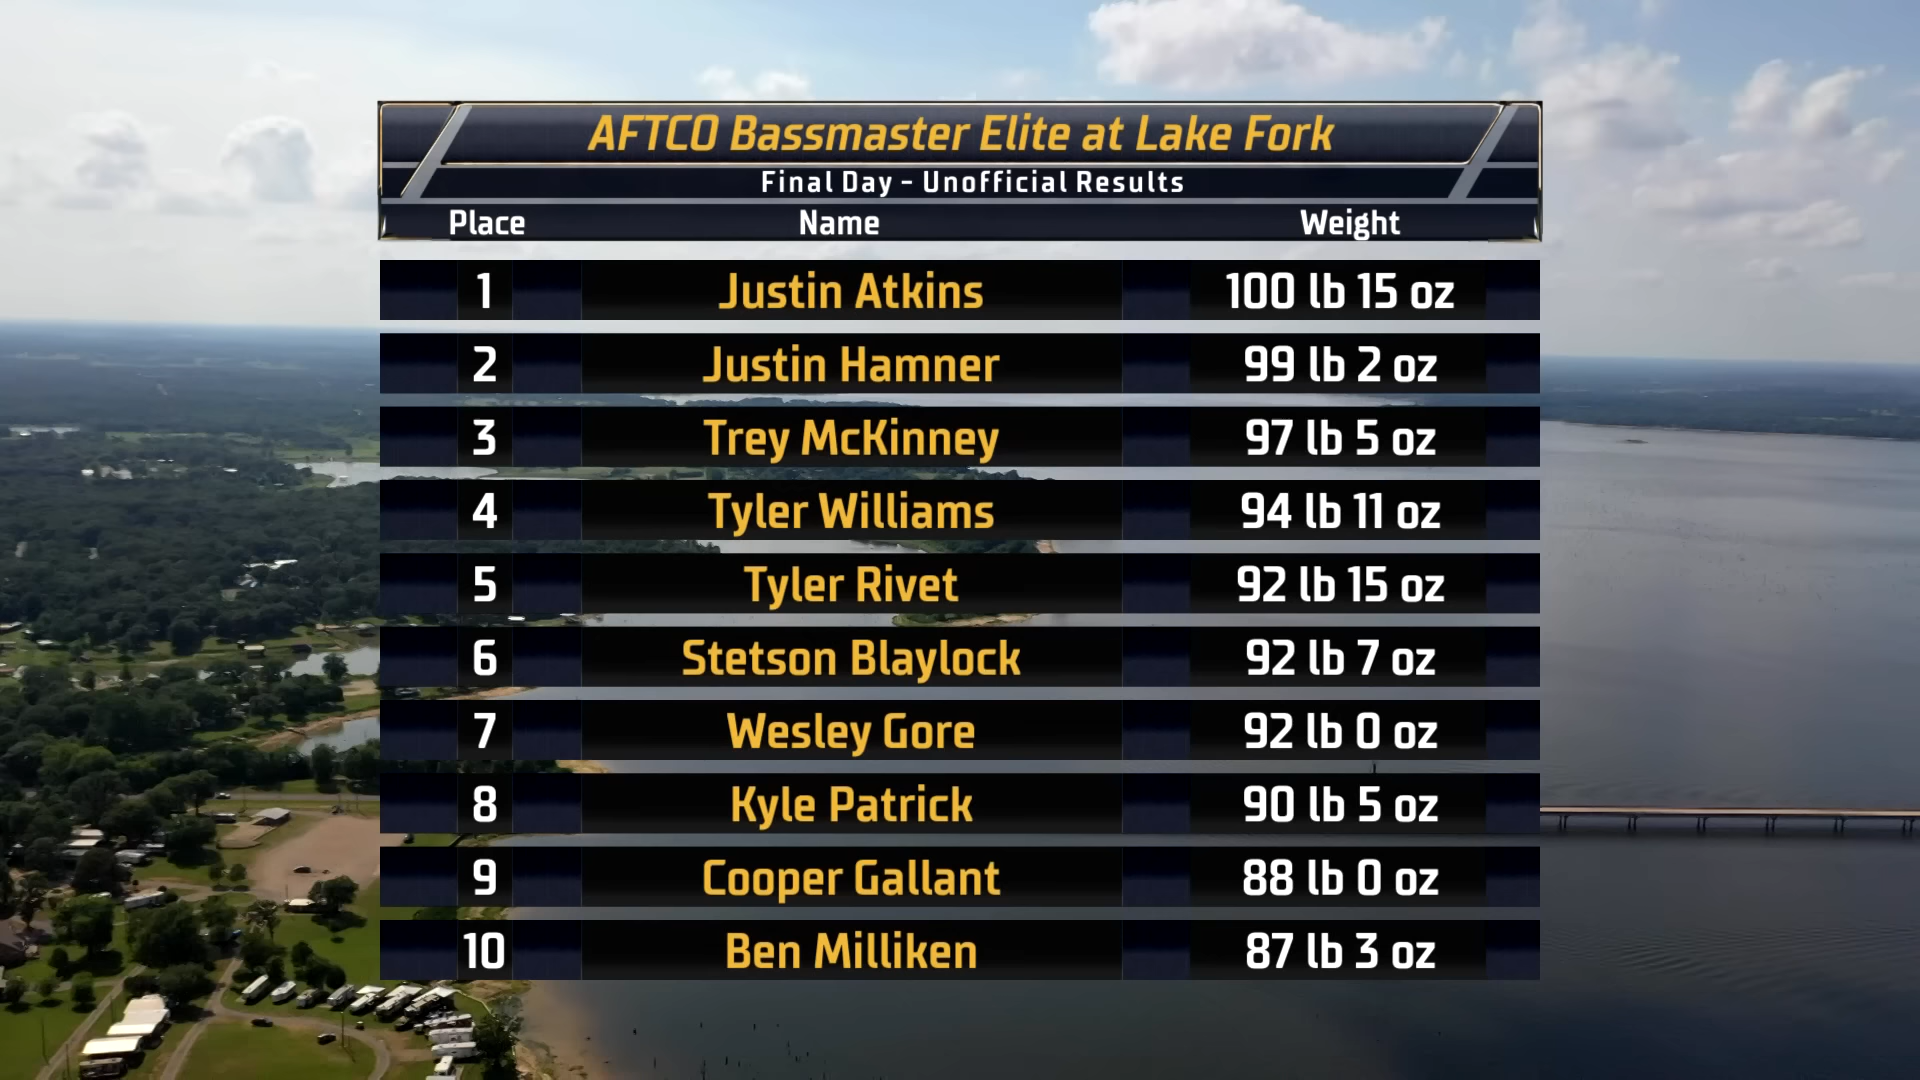 AFTCO Bassmaster Elite at Lake Fork
Final Day - Unofficial Results
Place Name Weight
1 Justin Atkins 100 lb 15 oz
2 Justin Hamner 99 lb 2 oz
3 Trey McKinney 97 lb 5 oz
4 Tyler Williams 94 lb 11 oz
5 Tyler Rivet 92 lb 15 oz
6 Stetson Blaylock 92 lb 7 oz
7 Wesley Gore 92 lb 0 oz
8 Kyle Patrick 90 lb 5 oz
9 Cooper Gallant 88 lb 0 oz
10 Ben Milliken 87 lb 3 oz